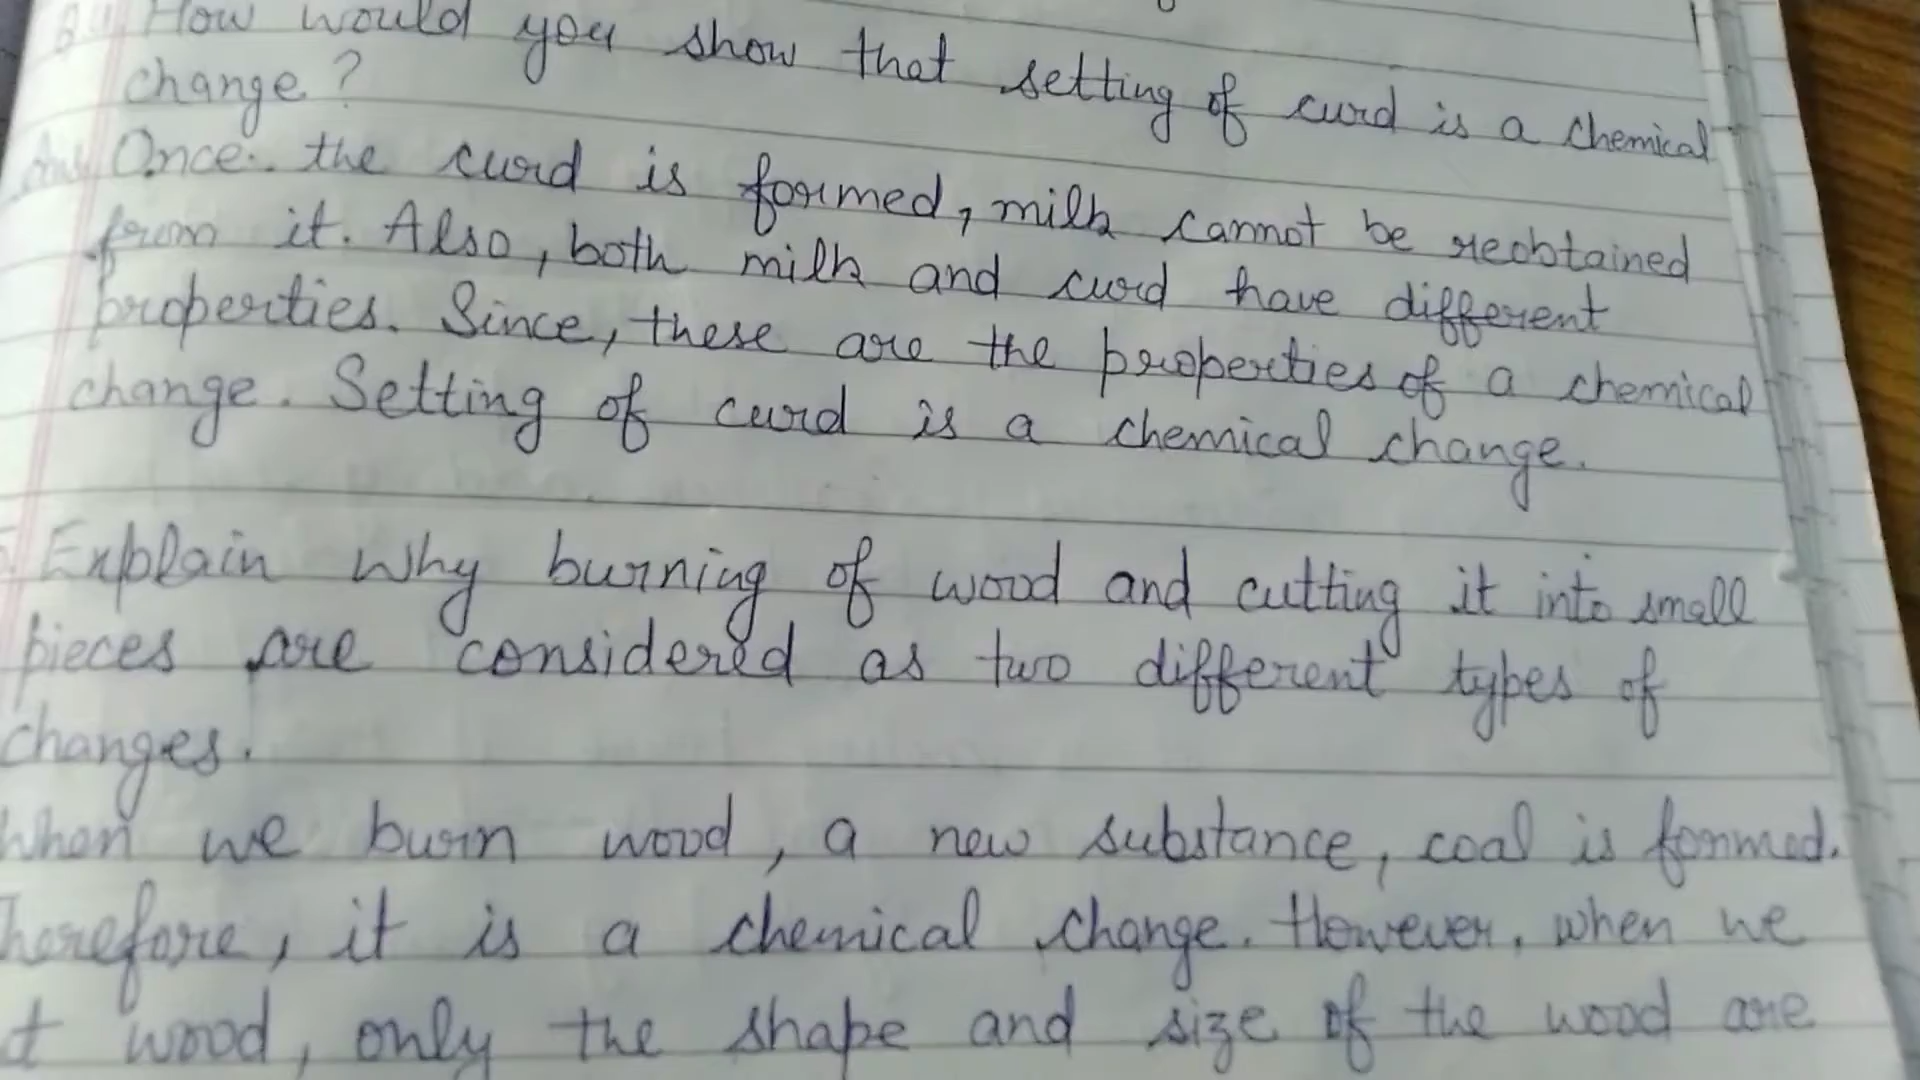 How would you show that setting of curd is a chemical
change?
Ans Once. the curd is formed, milk cannot be reobtained
from it. Also, both milk and curd have different
properties. Since, these are the properties of a chemical
change. Setting of curd is a chemical change.
Explain why burning of wood and cutting it into small
pieces are considered as two different types of
changes.
When we burn wood, a new substance, coal is formed.
Therefore, it is a chemical change. However, when we
wood, only the shape and size of the wood are